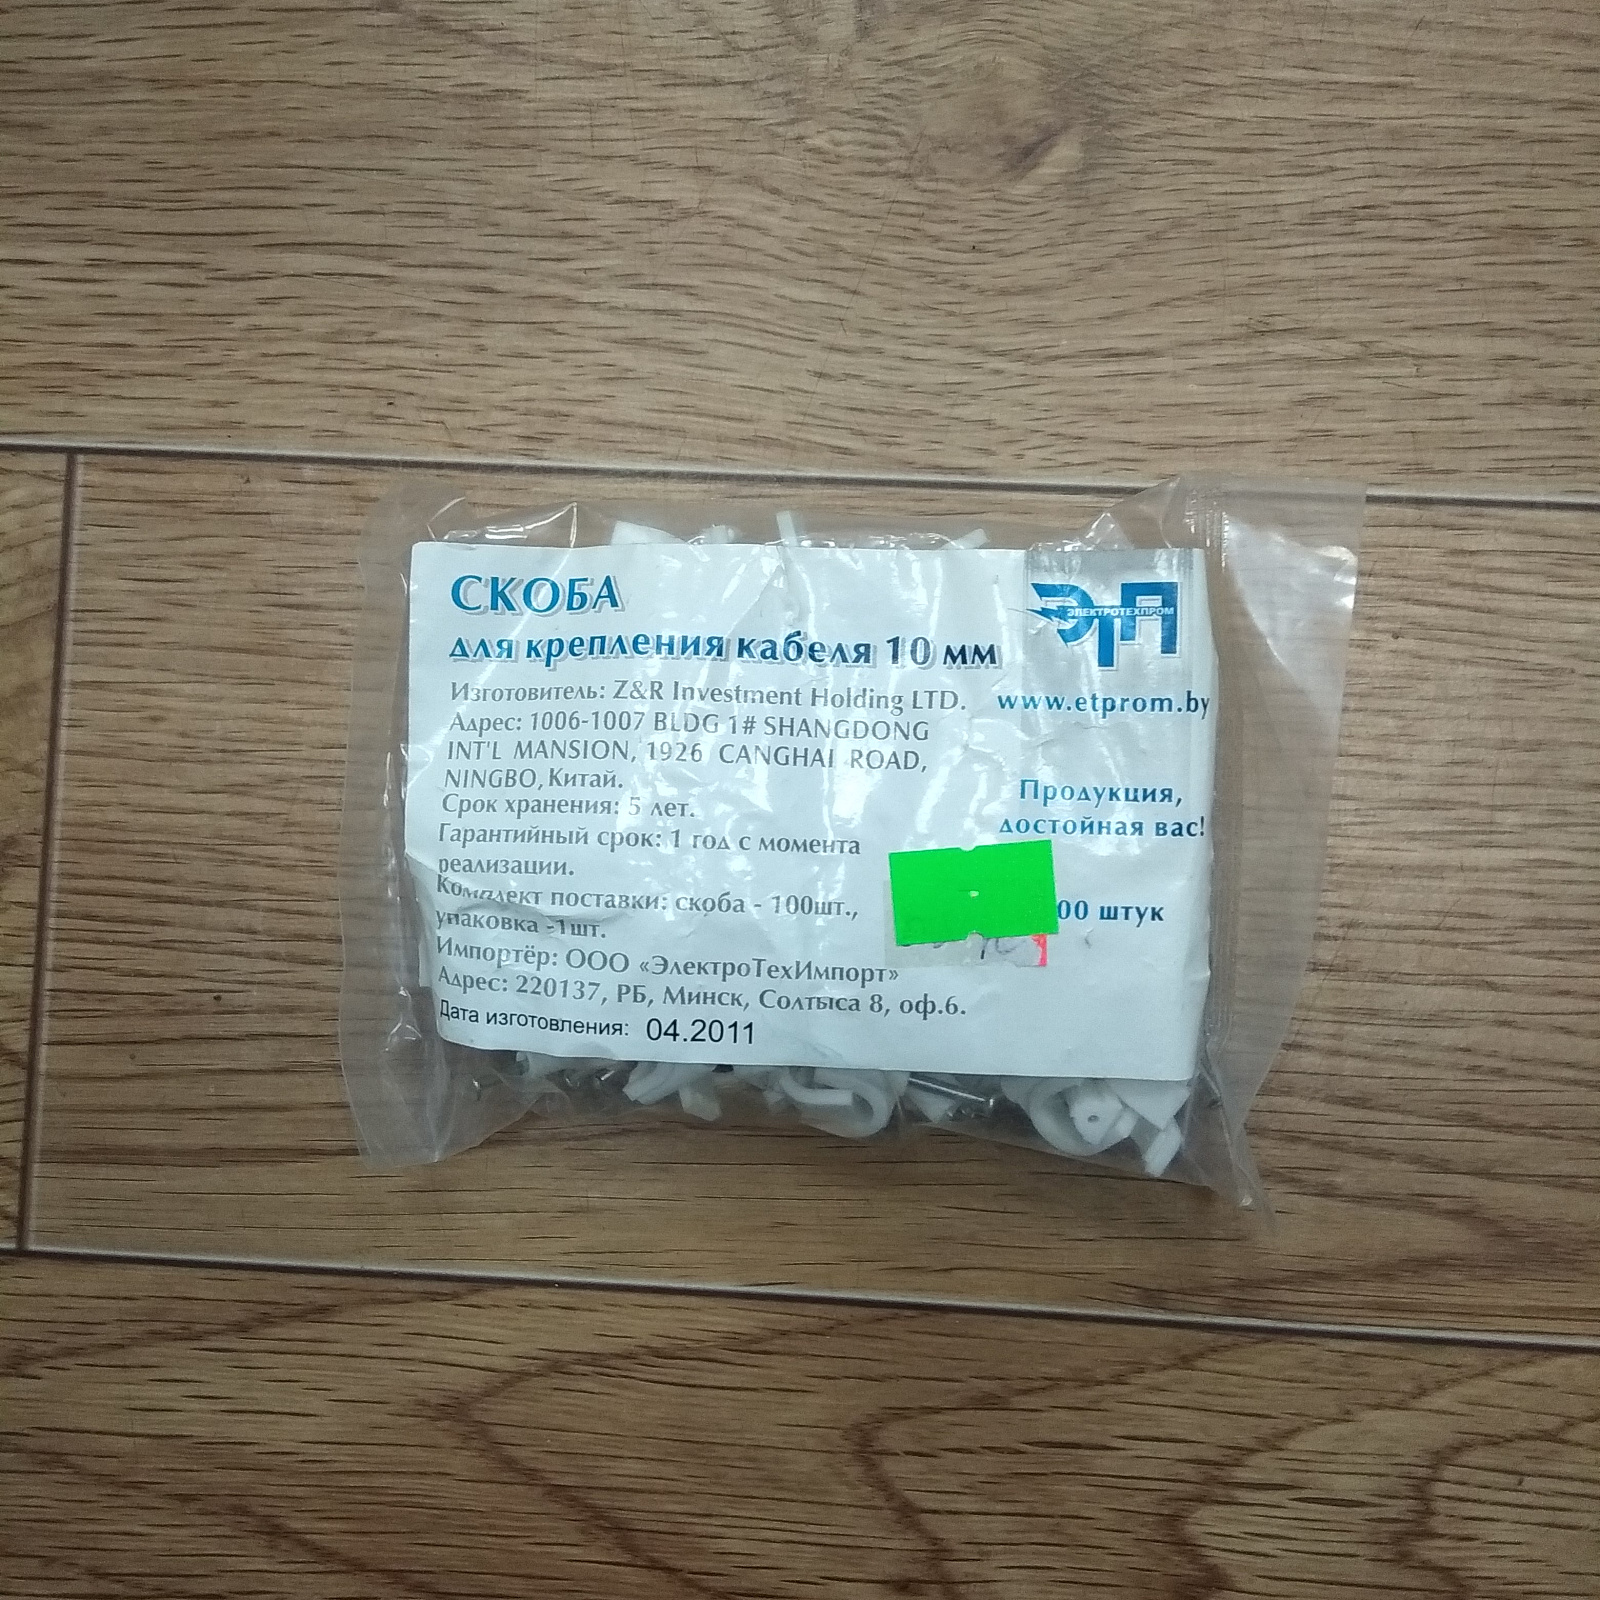 СКОБА
для крепления кабеля 10 мм
ЭТП
ЭЛЕКТРОТЕХПРОМ
www.etprom.by
Изготовитель: Z&R Investment Holding LTD.
Адрес: 1006-1007 BLDG 1# SHANGDONG
INT'L MANSION, 1926 CANGHAI ROAD,
NINGBO, Китай.
Срок хранения: 5 лет.
Гарантийный срок: 1 год с момента
реализации.
Комплект поставки: скоба - 100шт.,
упаковка -1шт.
Импортёр: ООО «ЭлектроТехИмпорт»
Адрес: 220137, РБ, Минск, Солтыса 8, оф.6.
Дата изготовления: 04.2011
Продукция,
достойная вас!
00 штук